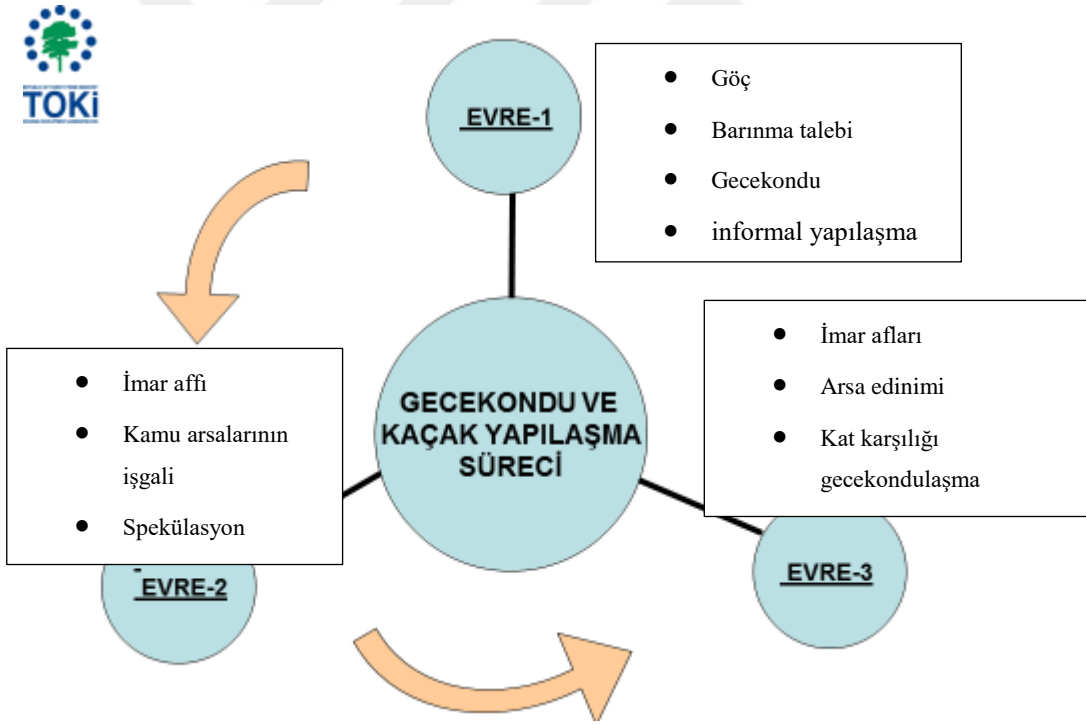 TOKİ
EVRE-1
Göç
Barınma talebi
Gecekondu
informal yapılaşma
İmar affı
Kamu arsalarının
işgali
Spekülasyon
GECEKONDU VE
KAÇAK YAPILAŞMA
SÜRECİ
İmar afları
Arsa edinimi
Kat karşılığı
gecekondulaşma
EVRE-2
EVRE-3